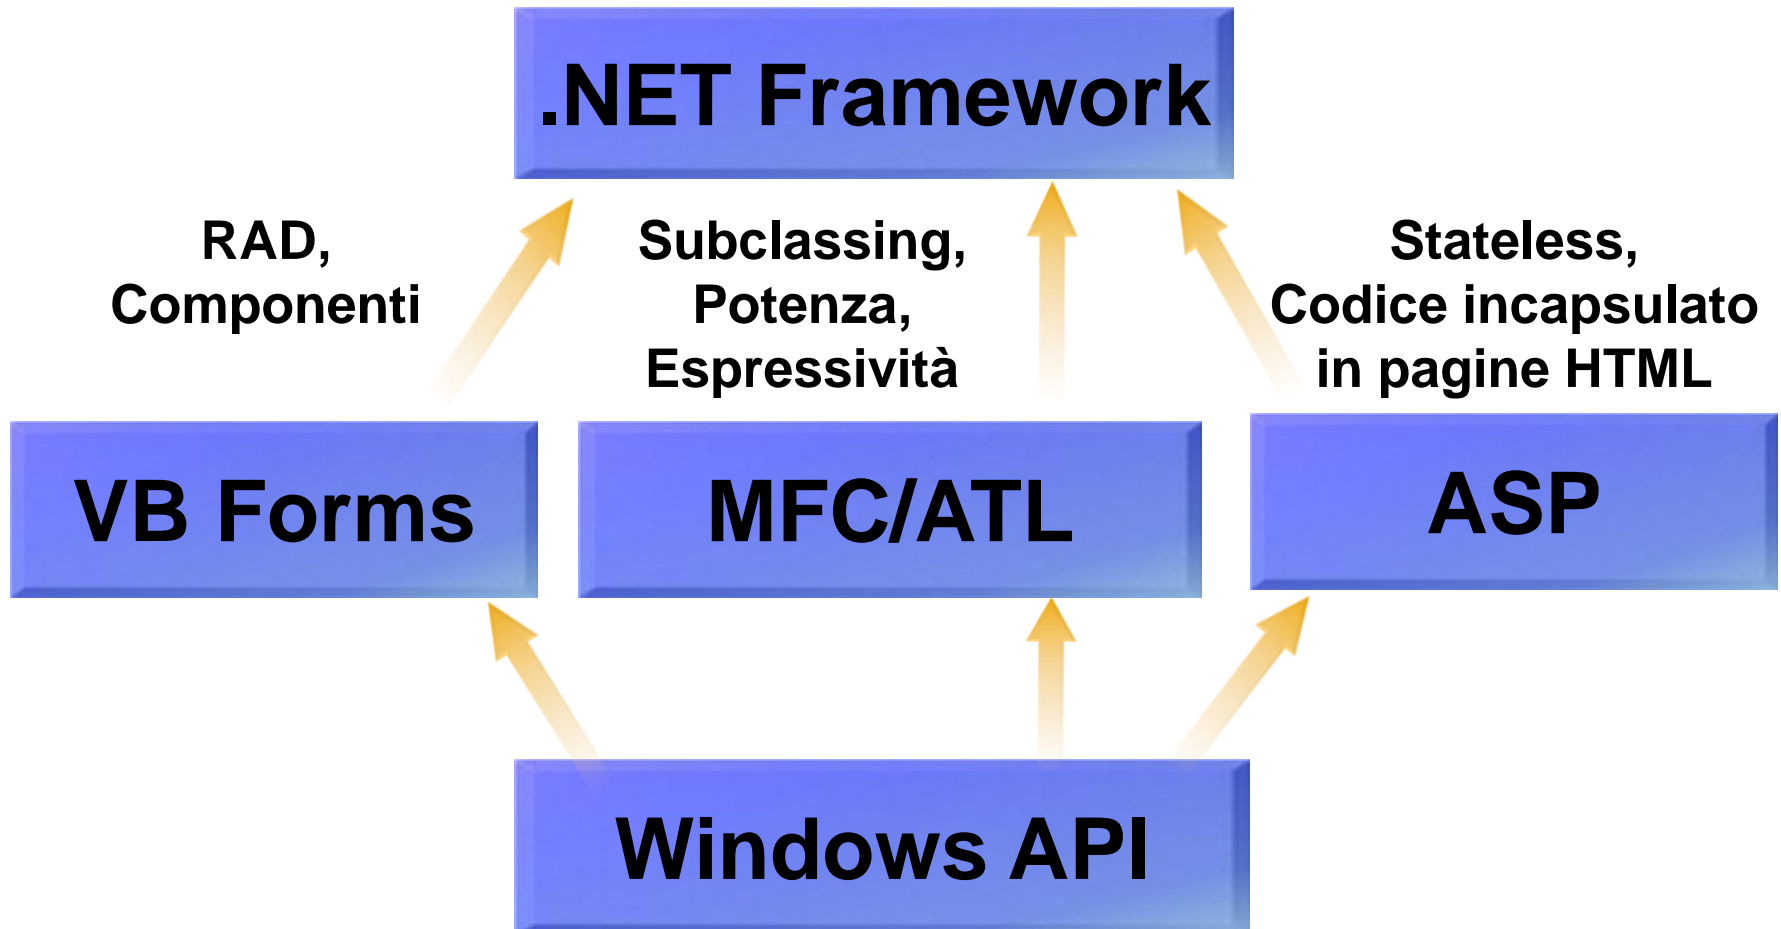 .NET Framework
RAD,
Componenti
Subclassing,
Potenza,
Espressività
Stateless,
Codice incapsulato
in pagine HTML
VB Forms
MFC/ATL
ASP
Windows API